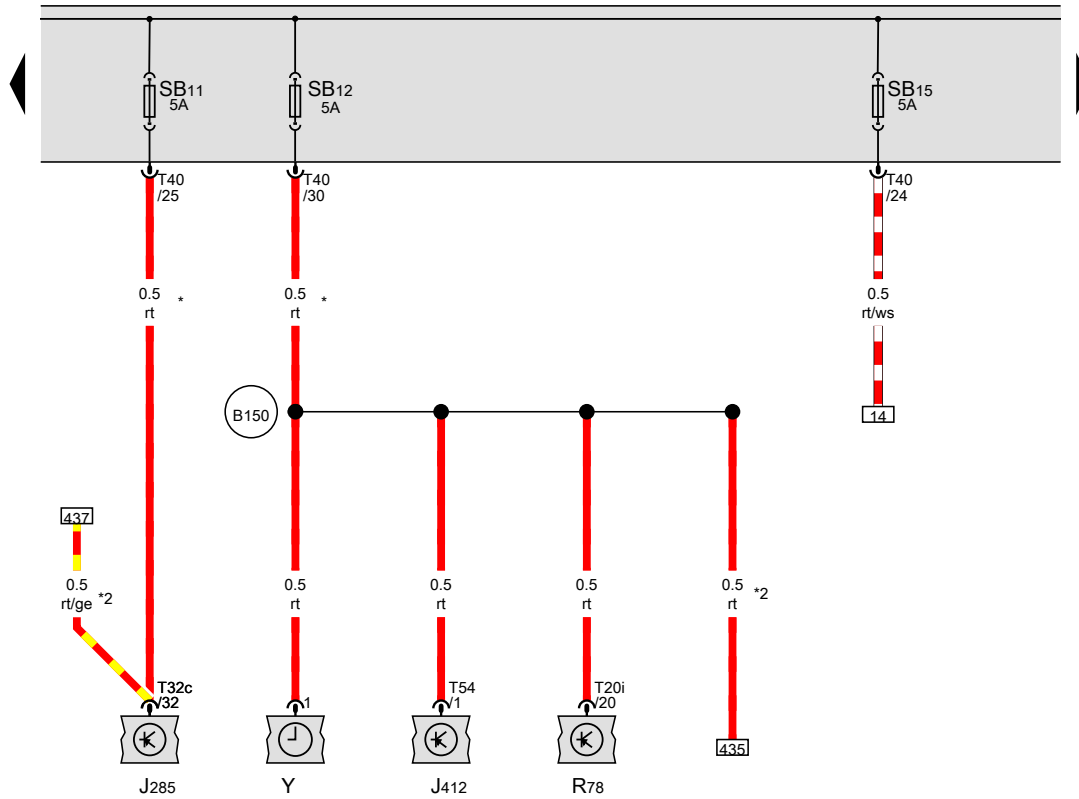 SB11
5A
SB12
5A
SB15
5A
T40
/25
T40
/30
T40
/24
0.5
rt
*
0.5
rt
*
0.5
rt/ws
B150
14
437
0.5
rt/ge
*2
0.5
rt
0.5
rt
0.5
rt
0.5
rt
*2
T32c
/32
1
T54
/1
T20i
/20
435
J285
Y
J412
R78